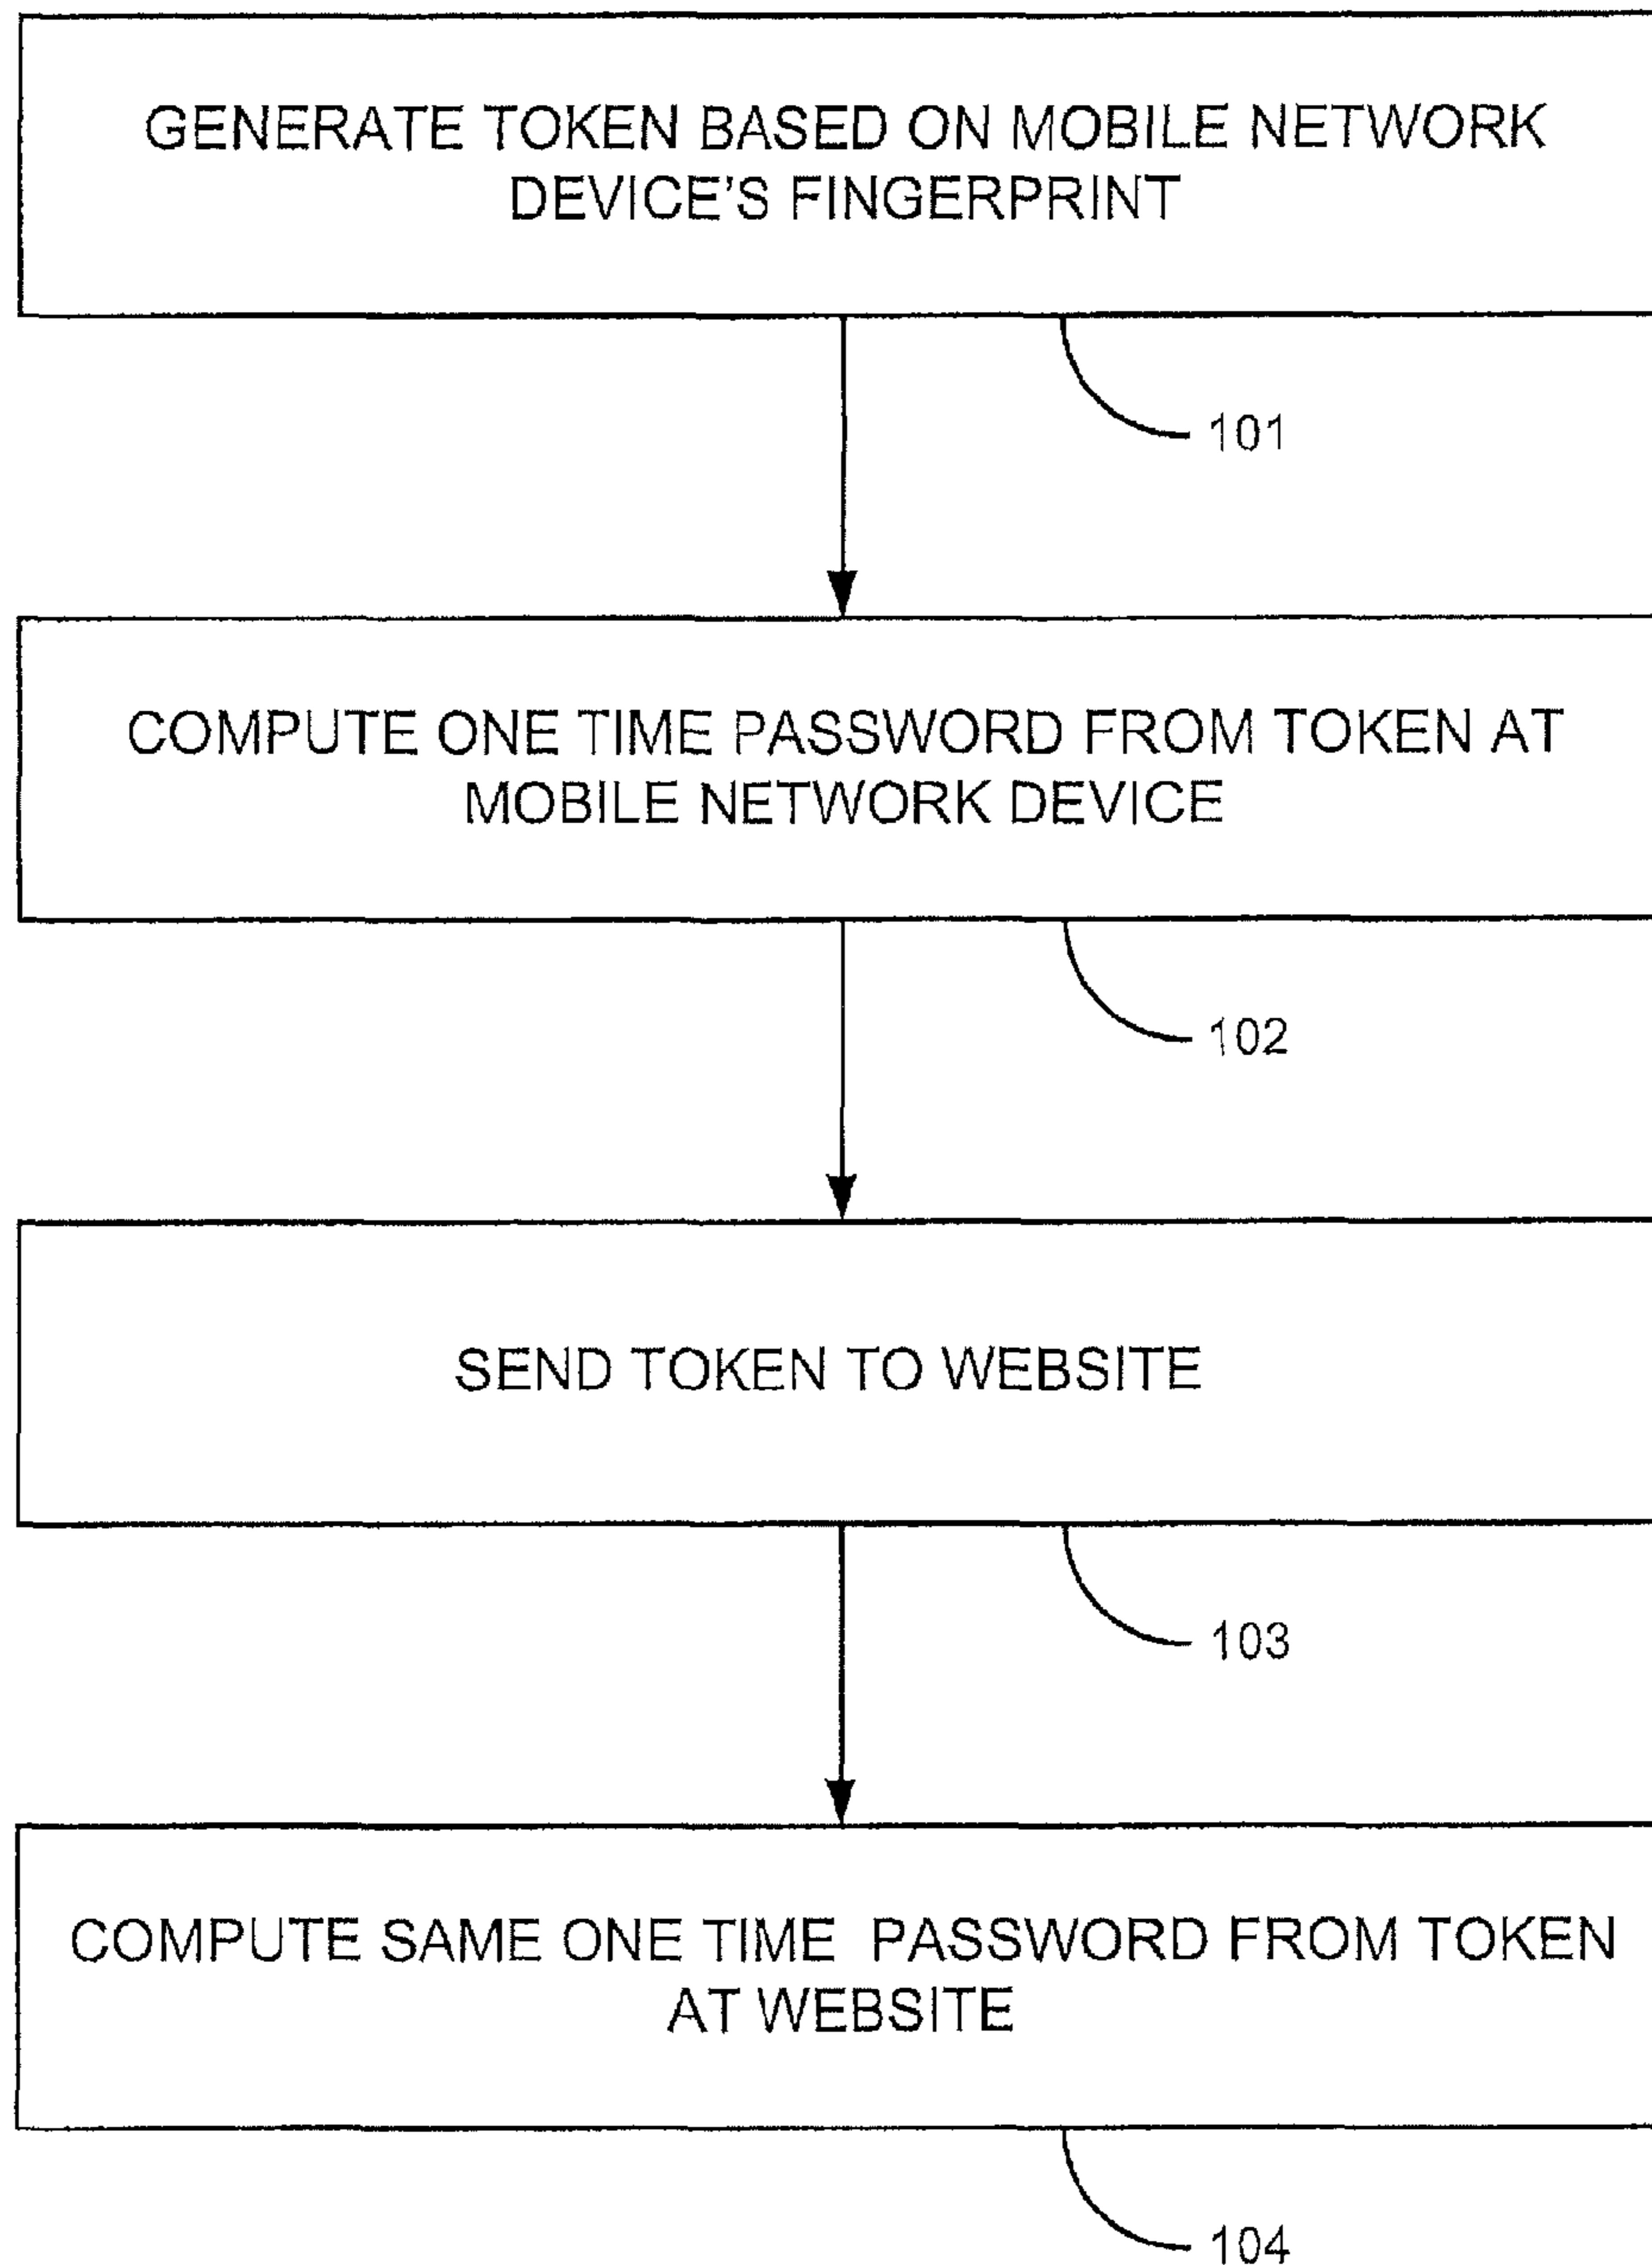 GENERATE TOKEN BASED ON MOBILE NETWORK
DEVICE'S FINGERPRINT
101
COMPUTE ONE TIME PASSWORD FROM TOKEN AT
MOBILE NETWORK DEVICE
102
SEND TOKEN TO WEBSITE
103
COMPUTE SAME ONE TIME PASSWORD FROM TOKEN
AT WEBSITE
104